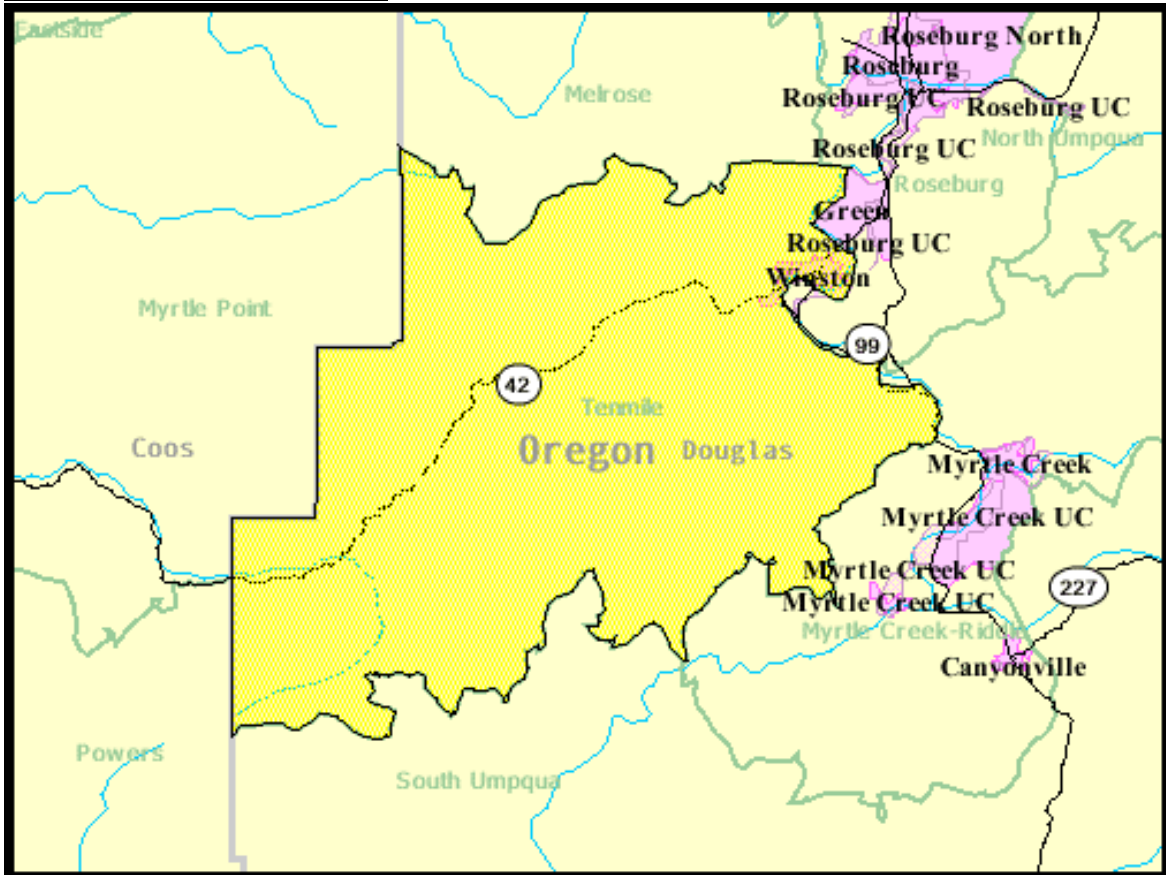 Eastside
Roseburg North
Roseburg
Melrose
Roseburg UC
Roseburg UC
North Umpqua
Roseburg UC
Roseburg
Green
Roseburg UC
Winston
Myrtle Point
99
42
Tenmile
Coos
Oregon
Douglas
Myrtle Creek
Myrtle Creek UC
Myrtle Creek UC
227
Myrtle Creek UC
Myrtle Creek-Riddle
Canyonville
Powers
South Umpqua